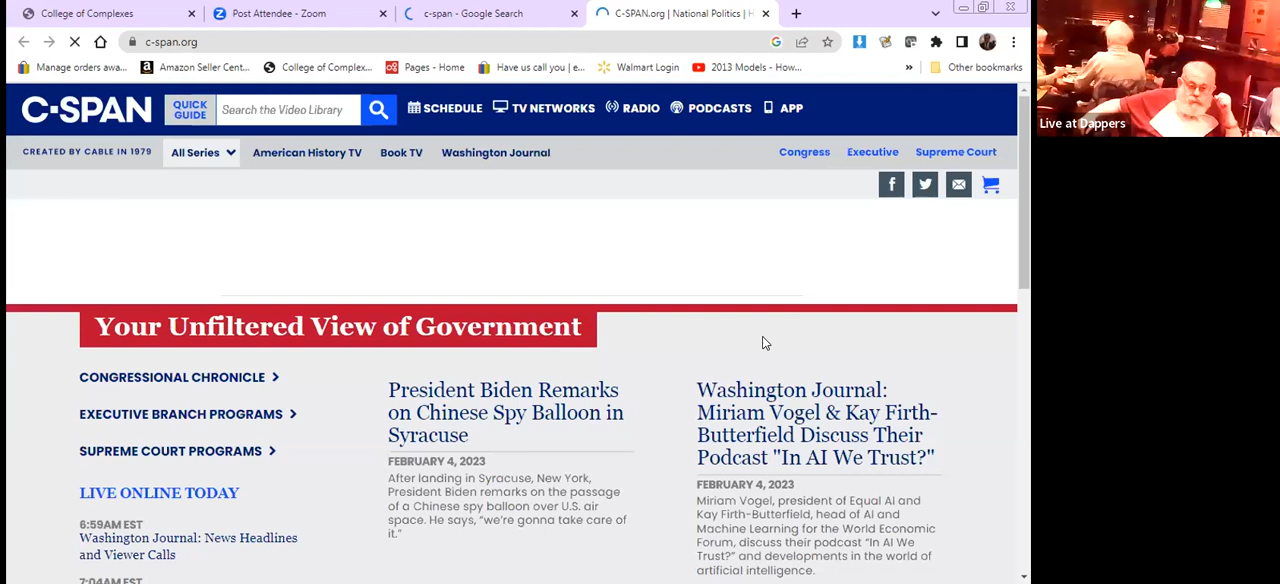 College of Complexes
Post Attendee - Zoom
c-span - Google Search
C-SPAN.org | National Politics | H
c-span.org
Manage orders awa...
Amazon Seller Cent...
College of Complex...
Pages - Home
Have us call you | e...
Walmart Login
2013 Models - How...
Other bookmarks
C-SPAN
QUICK
GUIDE
Search the Video Library
SCHEDULE
TV NETWORKS
RADIO
PODCASTS
APP
Live at Dappers
CREATED BY CABLE IN 1979
All Series
American History TV
Book TV
Washington Journal
Congress
Executive
Supreme Court
Your Unfiltered View of Government
CONGRESSIONAL CHRONICLE
EXECUTIVE BRANCH PROGRAMS
SUPREME COURT PROGRAMS
LIVE ONLINE TODAY
6:59AM EST
Washington Journal: News Headlines
and Viewer Calls
7:04AM EST
President Biden Remarks
on Chinese Spy Balloon in
Syracuse
FEBRUARY 4, 2023
After landing in Syracuse, New York,
President Biden remarks on the passage
of a Chinese spy balloon over U.S. air
space. He says, “we’re gonna take care of
it.”
Washington Journal:
Miriam Vogel & Kay Firth-
Butterfield Discuss Their
Podcast "In AI We Trust?"
FEBRUARY 4, 2023
Miriam Vogel, president of Equal AI and
Kay Firth-Butterfield, head of AI and
Machine Learning for the World Economic
Forum, discuss their podcast “In AI We
Trust?” and developments in the world of
artificial intelligence.